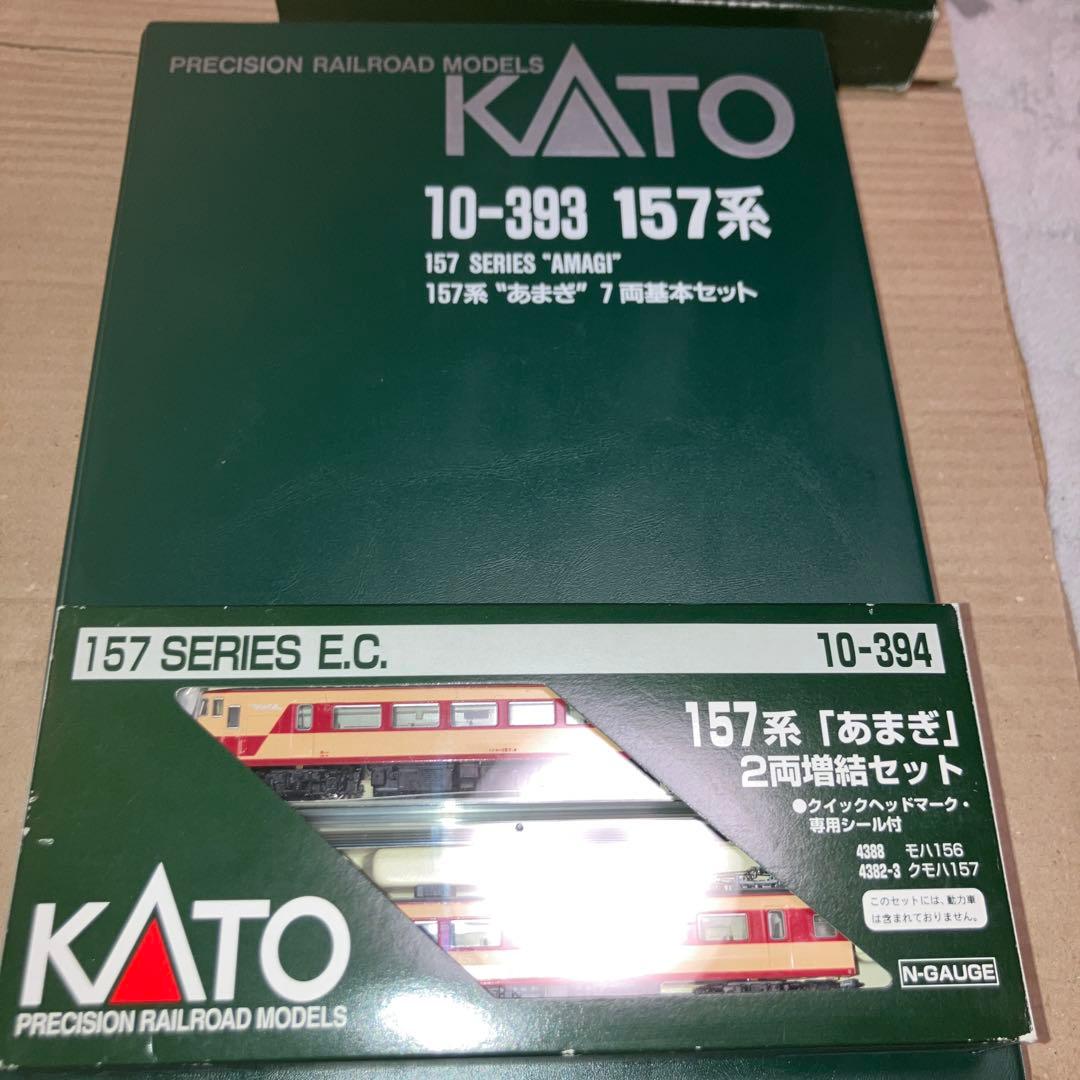 PRECISION RAILROAD MODELS
KATO
10-393 157系
157 SERIES "AMAGI"
157系 "あまぎ" 7両基本セット
157 SERIES E.C.
10-394
157系「あまぎ」
2両増結セット
●クイックヘッドマーク・
専用シール付
4388 モハ156
4382-3 クモハ157
このセットには、動力車
は含まれておりません。
N-GAUGE
KATO
PRECISION RAILROAD MODELS